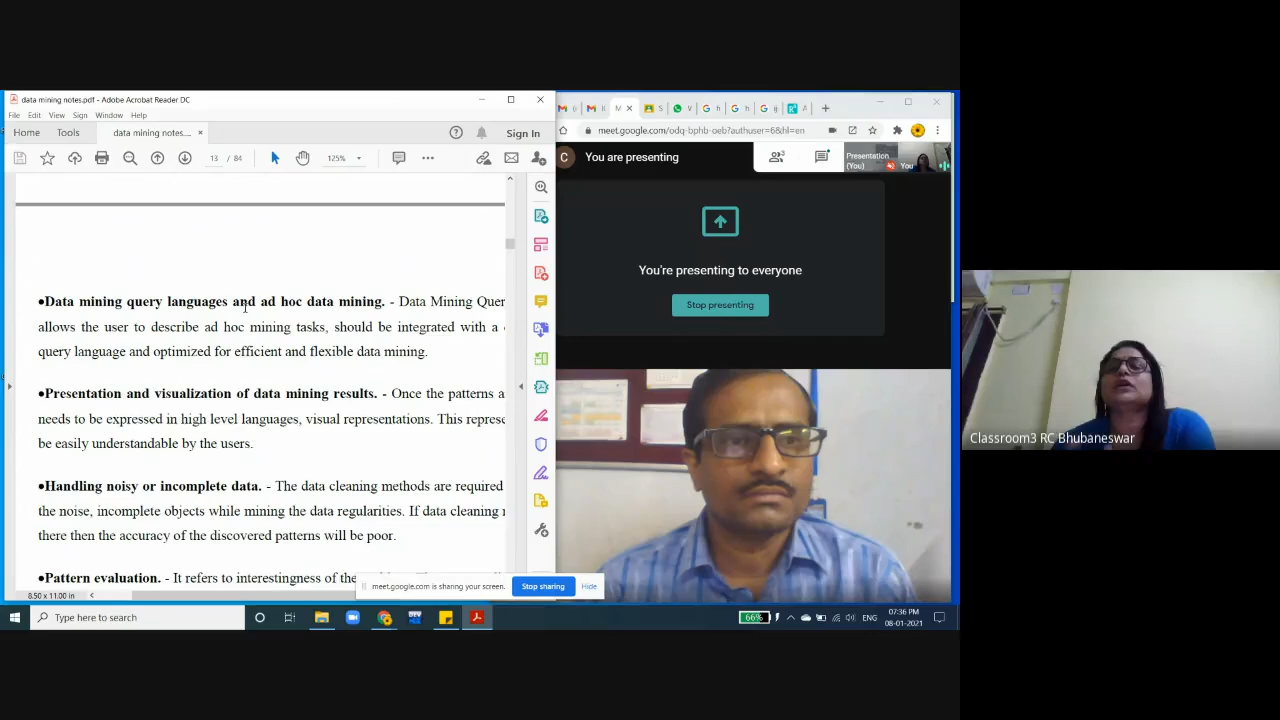 data mining notes.pdf - Adobe Acrobat Reader DC
File Edit View Sign Window Help
Home Tools data mining notes.... × Sign In
13 / 84 125%
•Data mining query languages and ad hoc data mining. - Data Mining Quer
allows the user to describe ad hoc mining tasks, should be integrated with a
query language and optimized for efficient and flexible data mining.
•Presentation and visualization of data mining results. - Once the patterns a
needs to be expressed in high level languages, visual representations. This represe
be easily understandable by the users.
•Handling noisy or incomplete data. - The data cleaning methods are required
the noise, incomplete objects while mining the data regularities. If data cleaning
there then the accuracy of the discovered patterns will be poor.
•Pattern evaluation. - It refers to interestingness of the
8.50 x 11.00 in
meet.google.com/odq-bphb-oeb?authuser=6&hl=en
C You are presenting
3
Presentation
(You) You
You're presenting to everyone
Stop presenting
meet.google.com is sharing your screen. Stop sharing Hide
Type here to search
66% ENG
07:36 PM
08-01-2021
Classroom3 RC Bhubaneswar